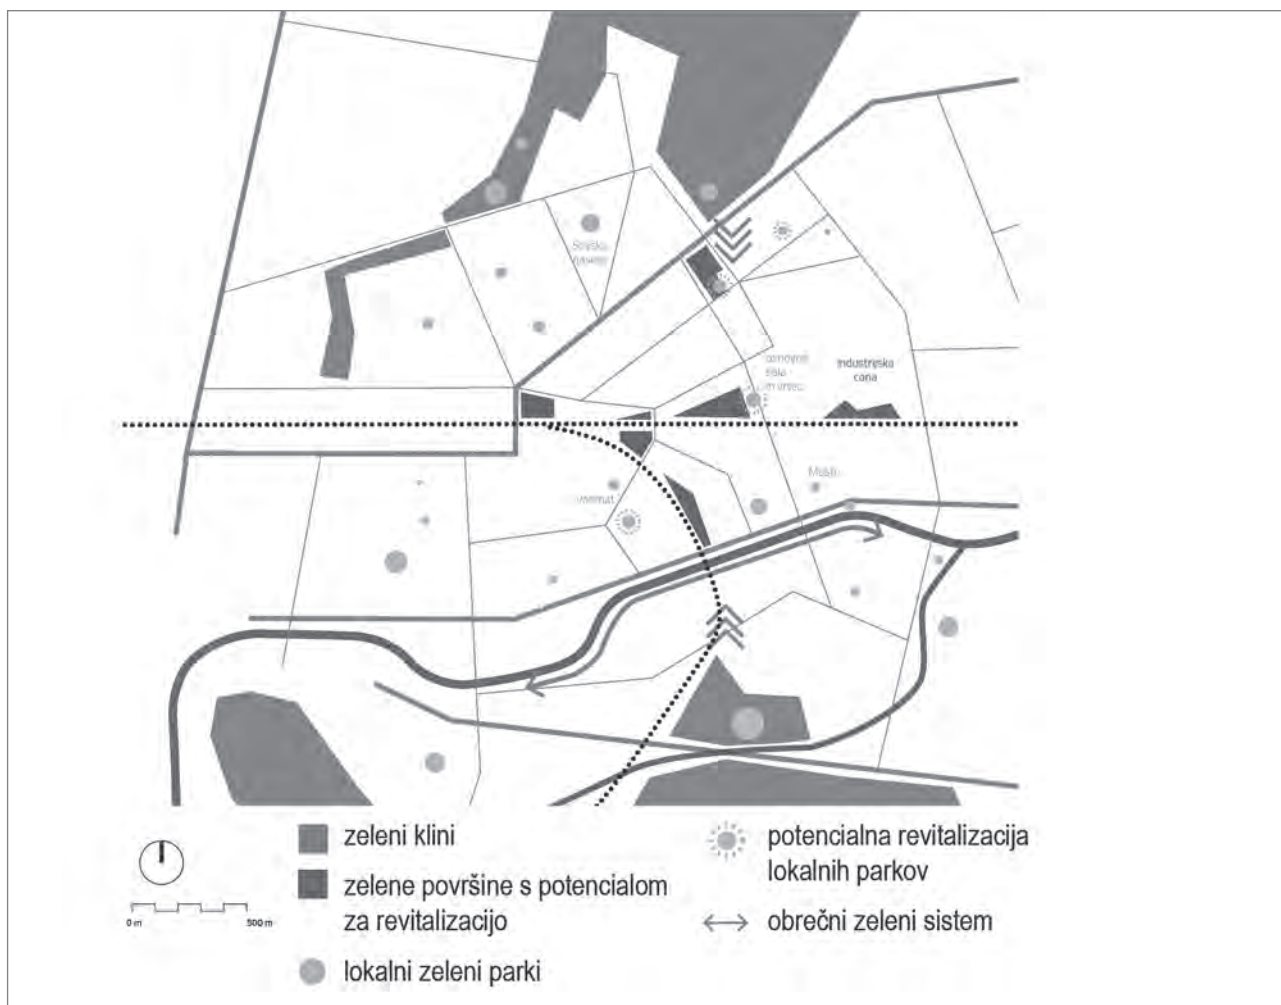 industrijska
cona
zeleni klini
zelene površine s potencialom
za revitalizacijo
lokalni zeleni parki
potencialna revitalizacija
lokalnih parkov
obrečni zeleni sistem
0 m
500 m